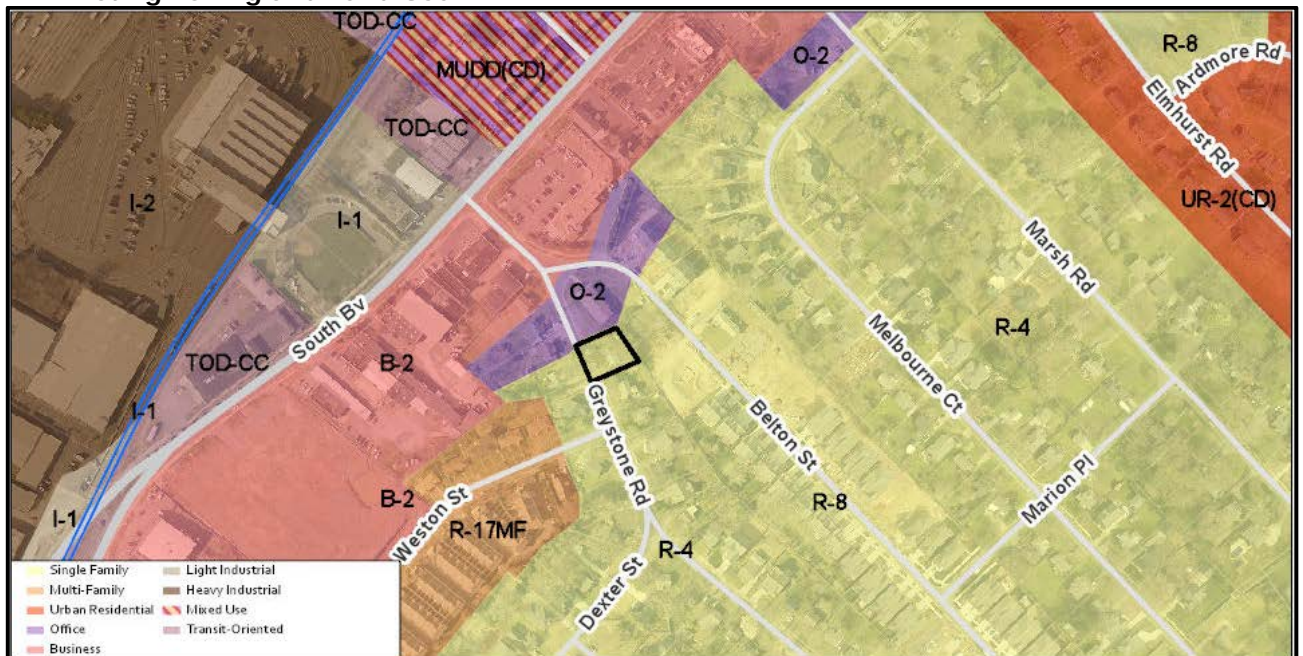 TOD-CC
MUDD(CD)
O-2
R-8
Ardmore Rd
Elmhurst Rd
TOD-CC
I-2
I-1
UR-2(CD)
Marsh Rd
O-2
South Bv
R-4
TOD-CC
B-2
Melbourne Ct
I-1
Greystone Rd
Belton St
Marion Pl
B-2
R-8
I-1
Weston St
R-17MF
R-4
Dexter St
Single Family
Multi-Family
Urban Residential
Office
Business
Light Industrial
Heavy Industrial
Mixed Use
Transit-Oriented